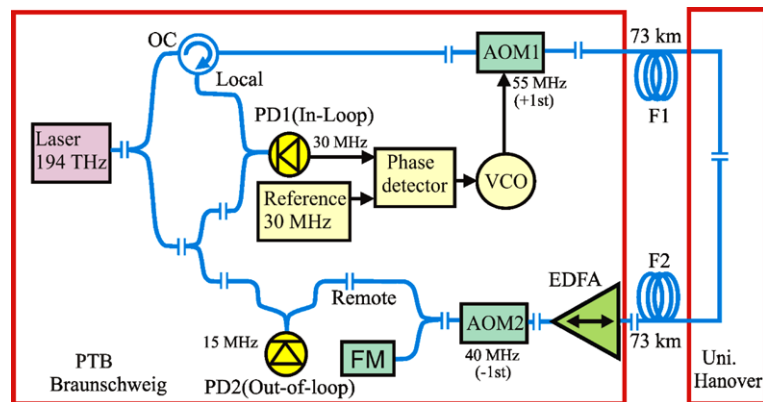 OC
73 km
AOM1
Local
55 MHz
(+1st)
F1
PD1(In-Loop)
Laser
194 THz
30 MHz
Phase
detector
VCO
Reference
30 MHz
F2
EDFA
Remote
AOM2
73 km
15 MHz
FM
40 MHz
(-1st)
PTB
Braunschweig
PD2(Out-of-loop)
Uni.
Hanover